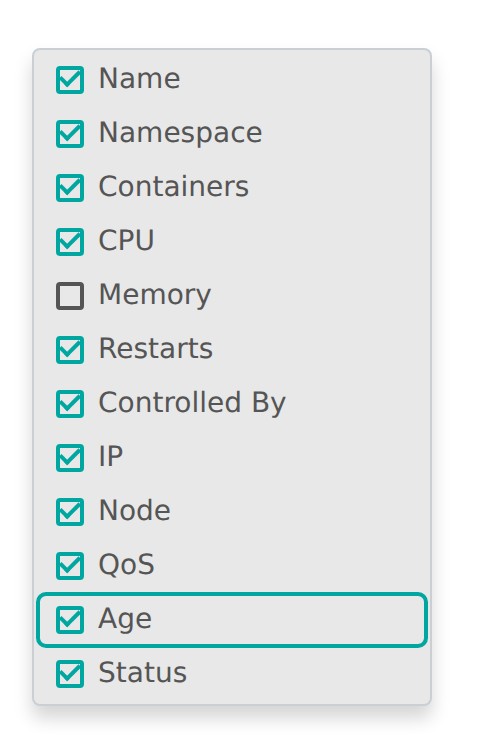 Name
Namespace
Containers
CPU
Memory
Restarts
Controlled By
IP
Node
QoS
Age
Status